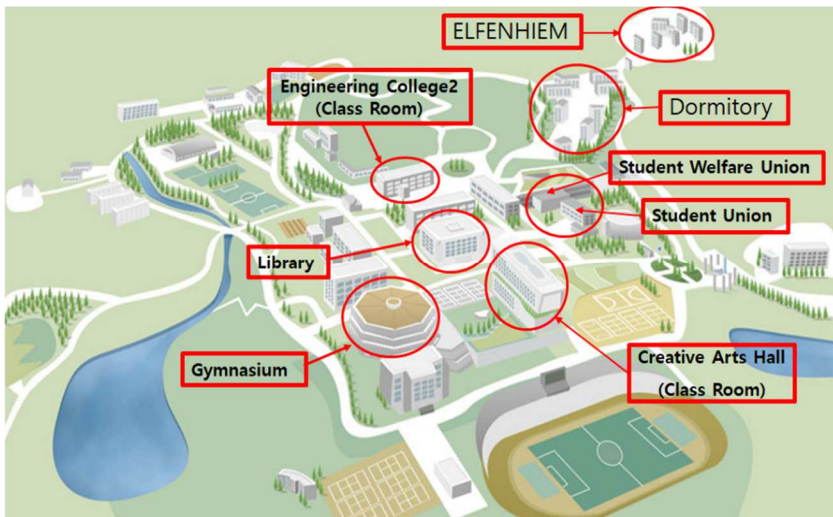 ELFENHIEM
Engineering College2
(Class Room)
Dormitory
Student Welfare Union
Student Union
Library
Gymnasium
Creative Arts Hall
(Class Room)